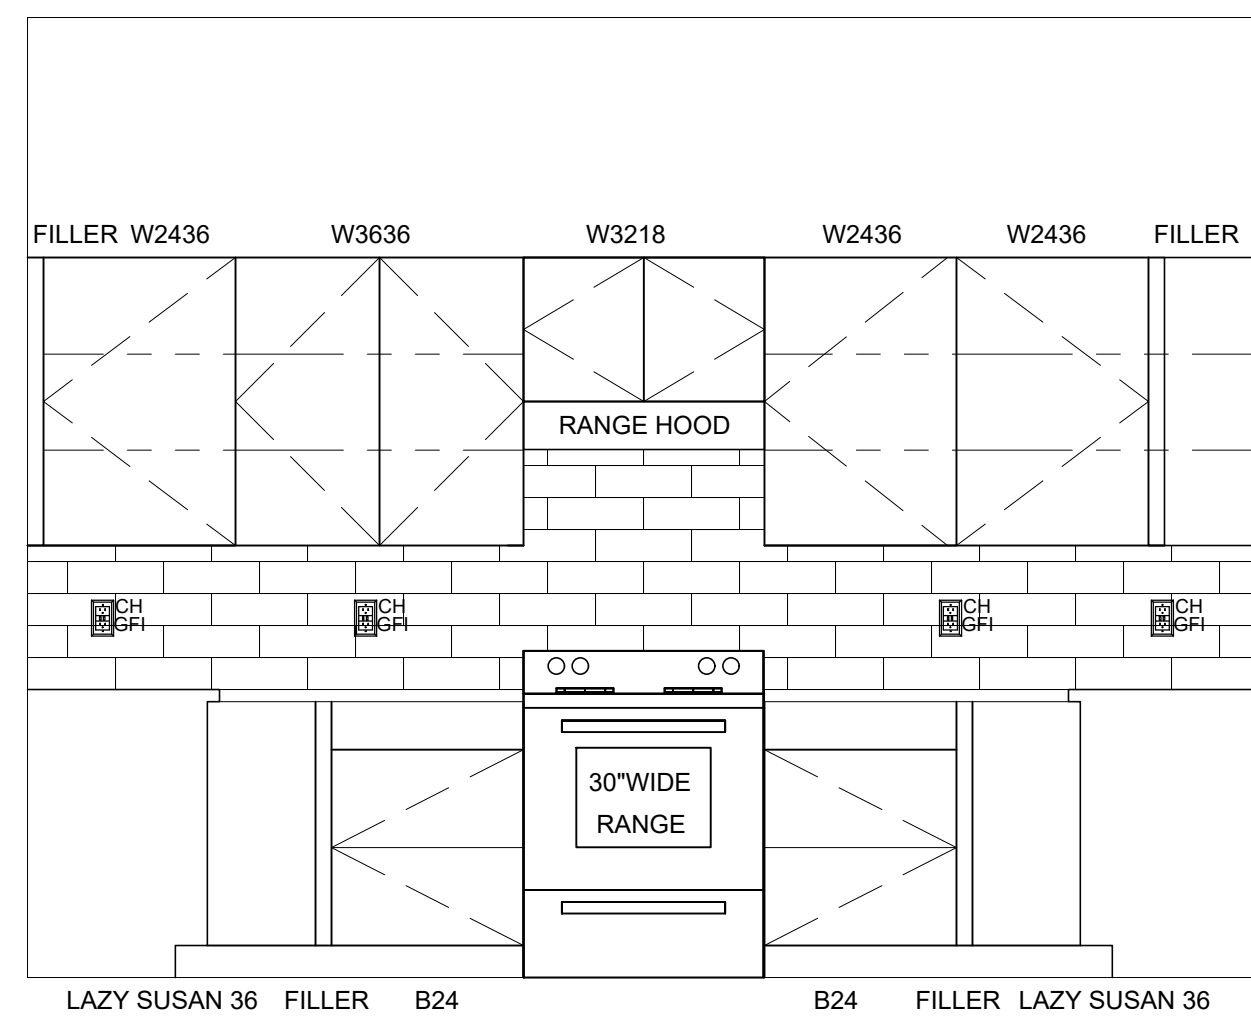 FILLER W2436 W3636 W3218 W2436 W2436 FILLER
RANGE HOOD
CH CH CH CH
GFI GFI GFI GFI
30"WIDE
RANGE
LAZY SUSAN 36 FILLER B24 B24 FILLER LAZY SUSAN 36